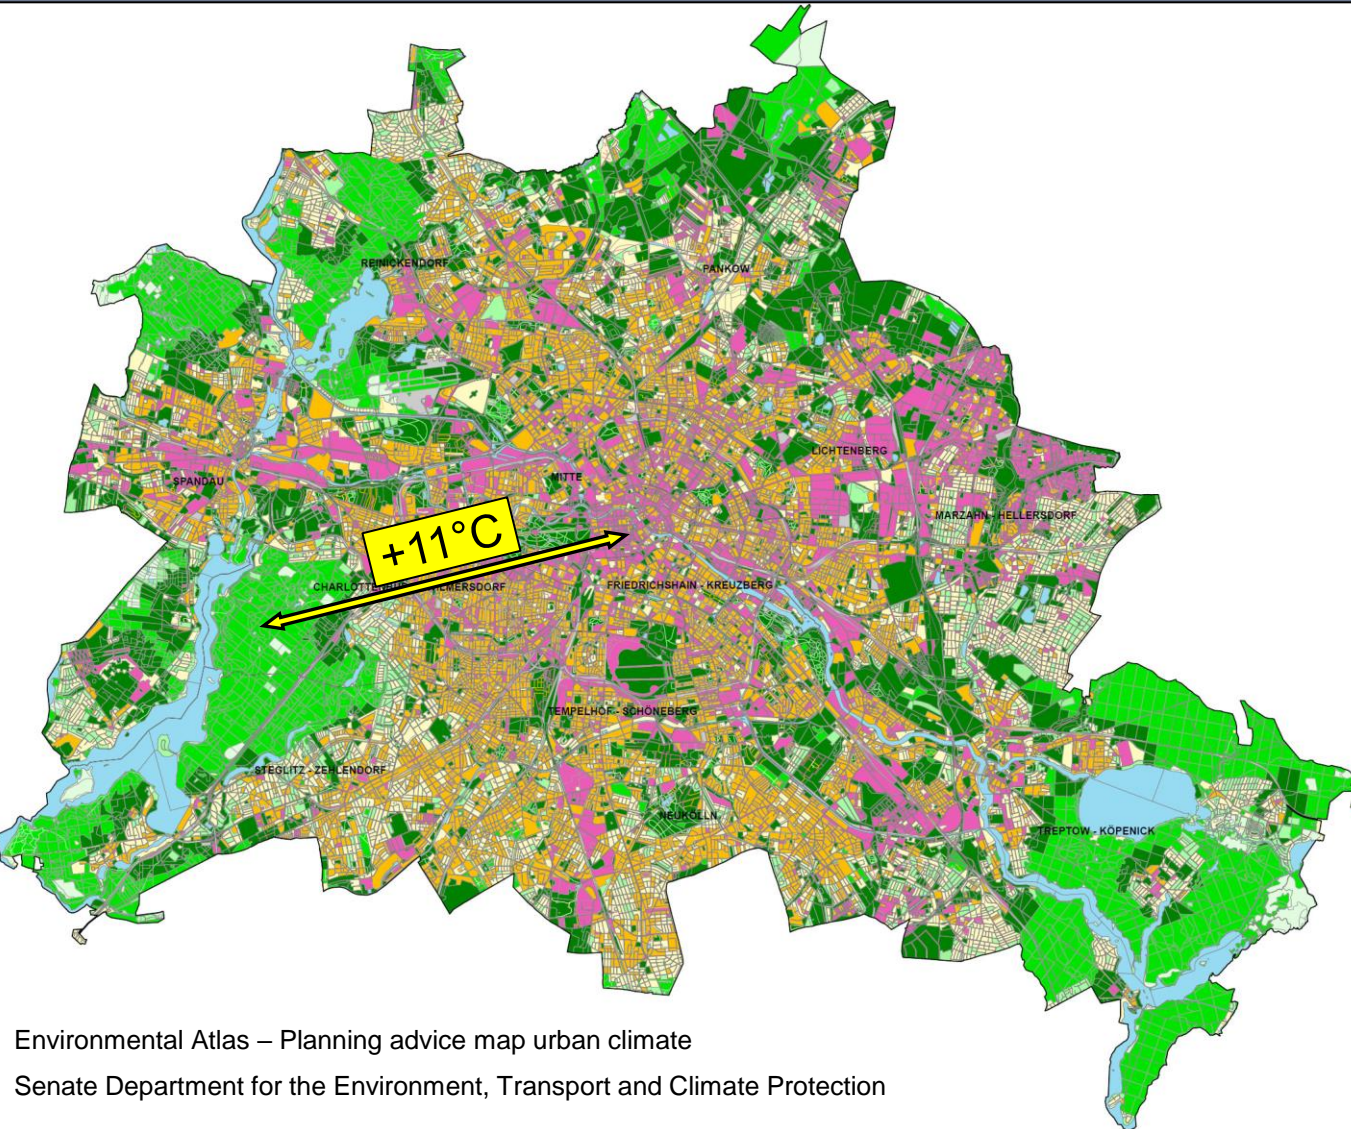 REINICKENDORF
PANKOW
LICHTENBERG
MITTE
SPANDAU
MARZAHN - HELLERSDORF
+11°C
FRIEDRICHSHAIN - KREUZBERG
TEMPELHOF - SCHÖNEBERG
STEGLITZ - ZEHLENDORF
NEUKÖLLN
TREPTOW - KÖPENICK
Environmental Atlas – Planning advice map urban climate
Senate Department for the Environment, Transport and Climate Protection